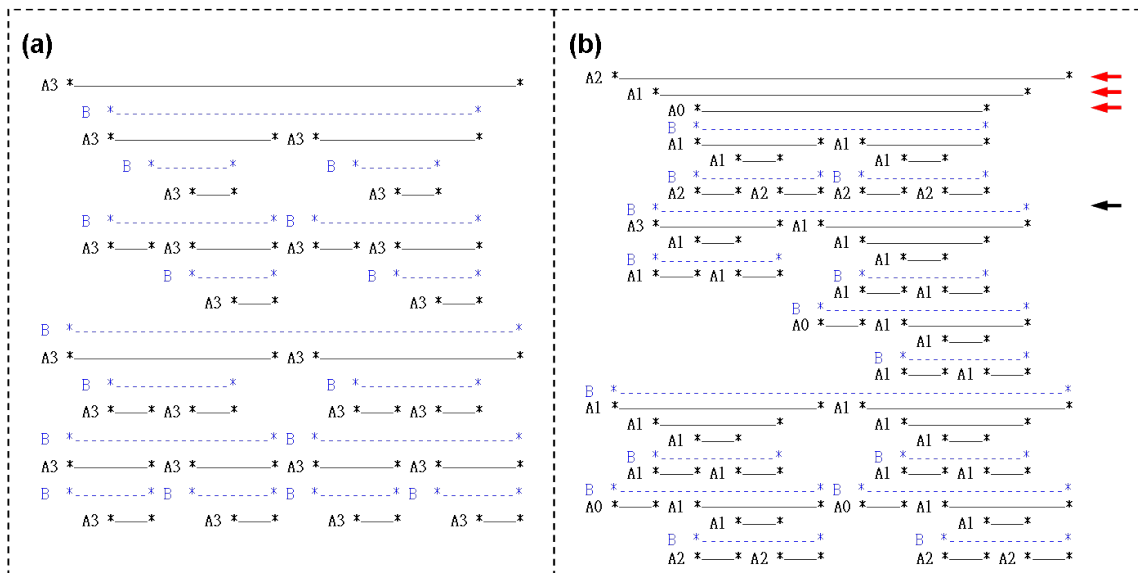 (a)
A3 * *
B * *
A3 * * A3 * *
B * * B * *
A3 * * A3 * *
B * * B * *
A3 * * A3 * * A3 * * A3 * *
B * * B * *
A3 * * A3 * *
B * *
A3 * * A3 * *
B * * B * *
A3 * * A3 * * A3 * * A3 * *
B * * B * *
A3 * * A3 * * A3 * * A3 * *
B * * B * * B * * B * *
A3 * * A3 * * A3 * * A3 * *
(b)
A2 * *
A1 * *
A0 * *
B * *
A1 * * A1 * *
A1 * * A1 * *
B * * B * *
A2 * * A2 * * A2 * * A2 * *
B * *
A3 * * A1 * *
A1 * * A1 * *
B * * A1 * *
A1 * * A1 * * B * *
A1 * * A1 * *
B * *
A0 * * A1 * *
A1 * *
B * *
A1 * * A1 * *
B * *
A1 * * A1 * *
A1 * * A1 * *
A1 * * A1 * *
B * * B * *
A1 * * A1 * * A1 * * A1 * *
B * * B * *
A0 * * A1 * * A0 * * A1 * *
A1 * * A1 * *
B * * B * *
A2 * * A2 * * A2 * * A2 * *